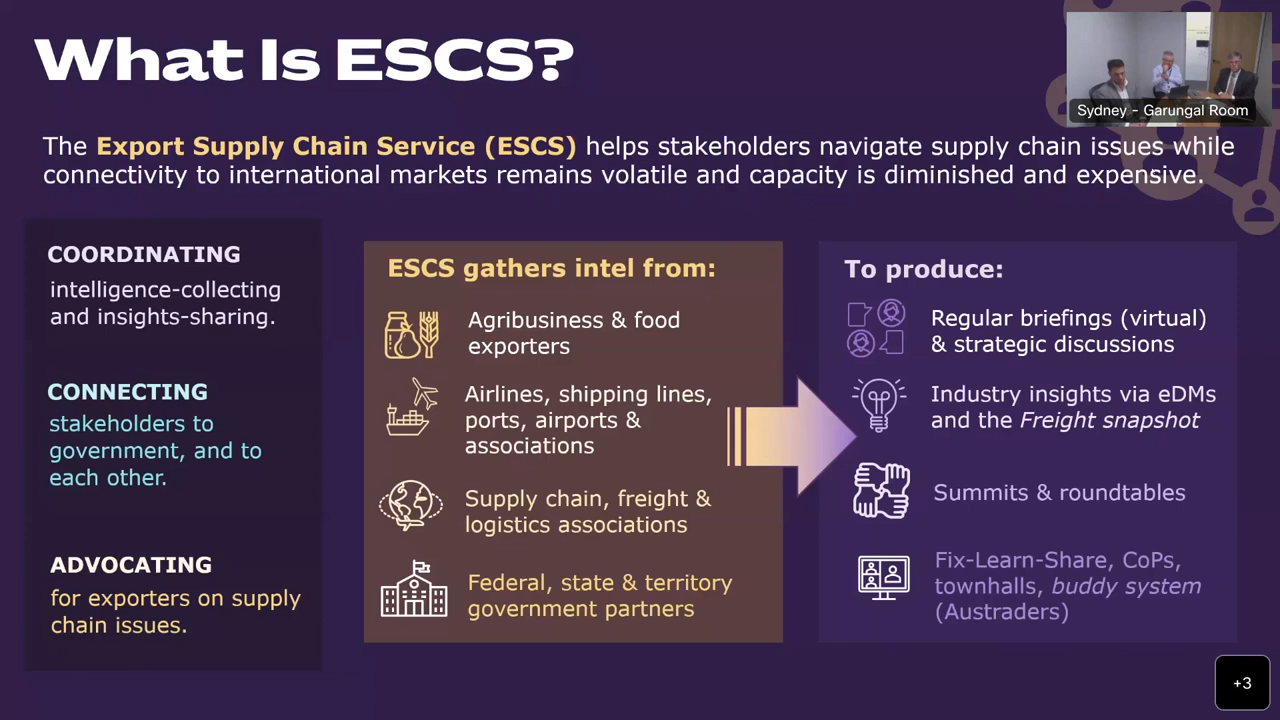 What Is ESCS?
Sydney - Garungal Room
The Export Supply Chain Service (ESCS) helps stakeholders navigate supply chain issues while
connectivity to international markets remains volatile and capacity is diminished and expensive.
COORDINATING
intelligence-collecting
and insights-sharing.
CONNECTING
stakeholders to
government, and to
each other.
ADVOCATING
for exporters on supply
chain issues.
ESCS gathers intel from:
Agribusiness & food
exporters
Airlines, shipping lines,
ports, airports &
associations
Supply chain, freight &
logistics associations
Federal, state & territory
government partners
To produce:
Regular briefings (virtual)
& strategic discussions
Industry insights via eDMs
and the Freight snapshot
Summits & roundtables
Fix-Learn-Share, CoPs,
townhalls, buddy system
(Austraders)
+3